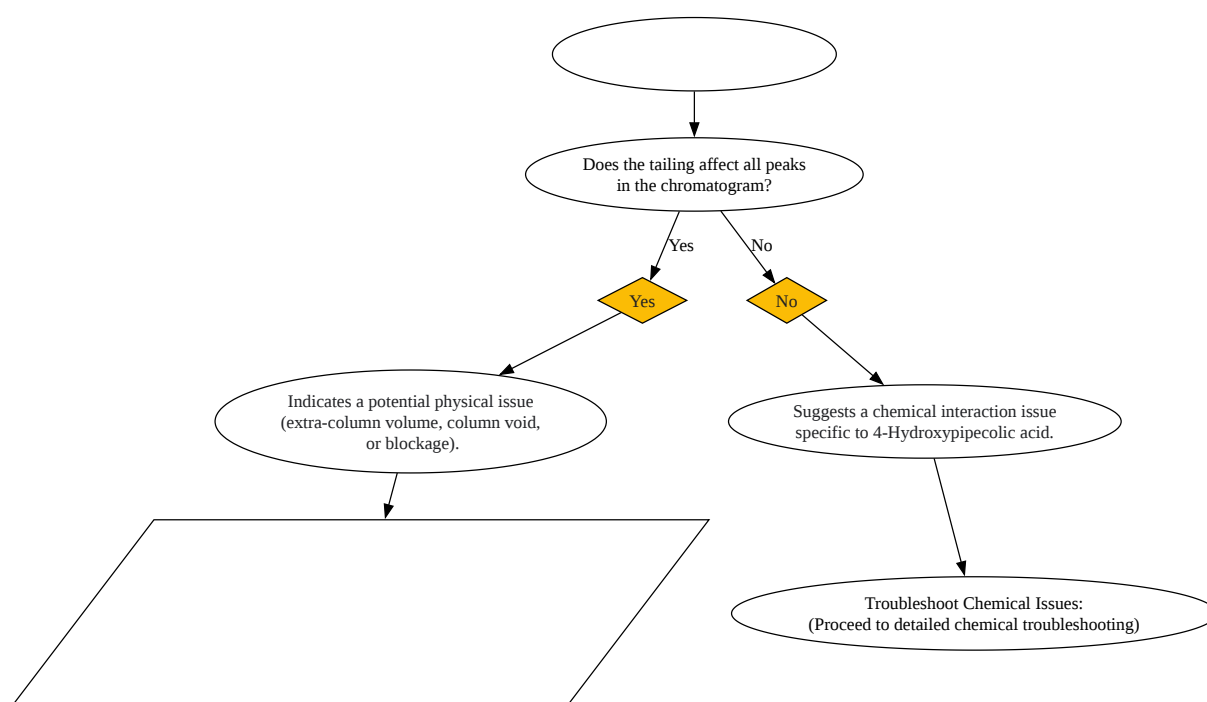 Does the tailing affect all peaks
in the chromatogram?
Yes
No
Yes
No
Indicates a potential physical issue
(extra-column volume, column void,
or blockage).
Suggests a chemical interaction issue
specific to 4-Hydroxypipecolic acid.
Troubleshoot Chemical Issues:
(Proceed to detailed chemical troubleshooting)